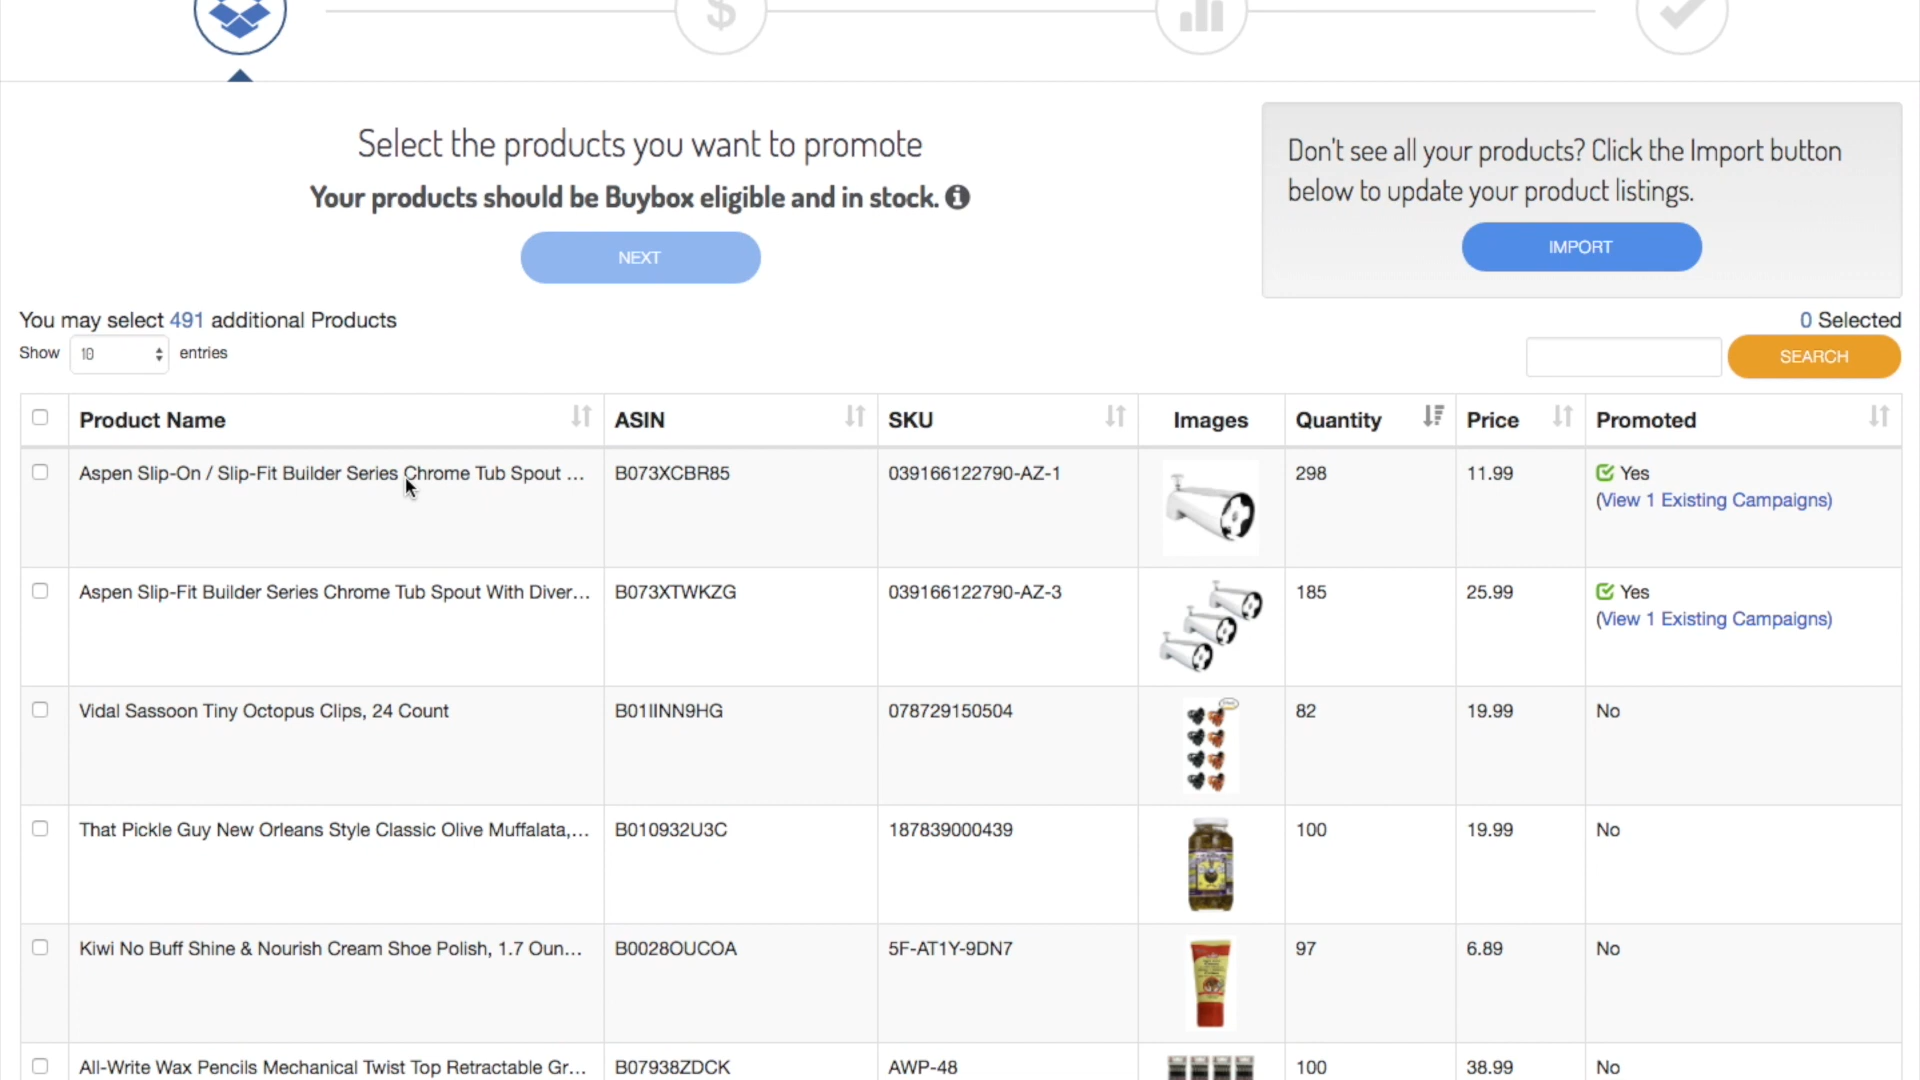 $
Select the products you want to promote
Your products should be Buybox eligible and in stock.
NEXT
Don't see all your products? Click the Import button
below to update your product listings.
IMPORT
You may select 491 additional Products
0 Selected
Show 10 entries
SEARCH
Product Name ASIN SKU Images Quantity Price Promoted
Aspen Slip-On / Slip-Fit Builder Series Chrome Tub Spout ... B073XCBR85 039166122790-AZ-1 298 11.99 Yes
(View 1 Existing Campaigns)
Aspen Slip-Fit Builder Series Chrome Tub Spout With Diver... B073XTWKZG 039166122790-AZ-3 185 25.99 Yes
(View 1 Existing Campaigns)
Vidal Sassoon Tiny Octopus Clips, 24 Count B01IINN9HG 078729150504 82 19.99 No
That Pickle Guy New Orleans Style Classic Olive Muffalata,... B010932U3C 187839000439 100 19.99 No
Kiwi No Buff Shine & Nourish Cream Shoe Polish, 1.7 Oun... B0028OUCOA 5F-AT1Y-9DN7 97 6.89 No
All-Write Wax Pencils Mechanical Twist Top Retractable Gr... B07938ZDCK AWP-48 100 38.99 No